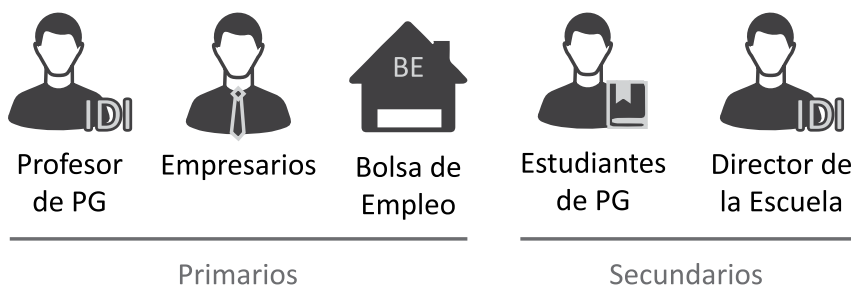 IDI
BE
IDI
Profesor
de PG
Empresarios
Bolsa de
Empleo
Estudiantes
de PG
Director de
la Escuela
Primarios
Secundarios